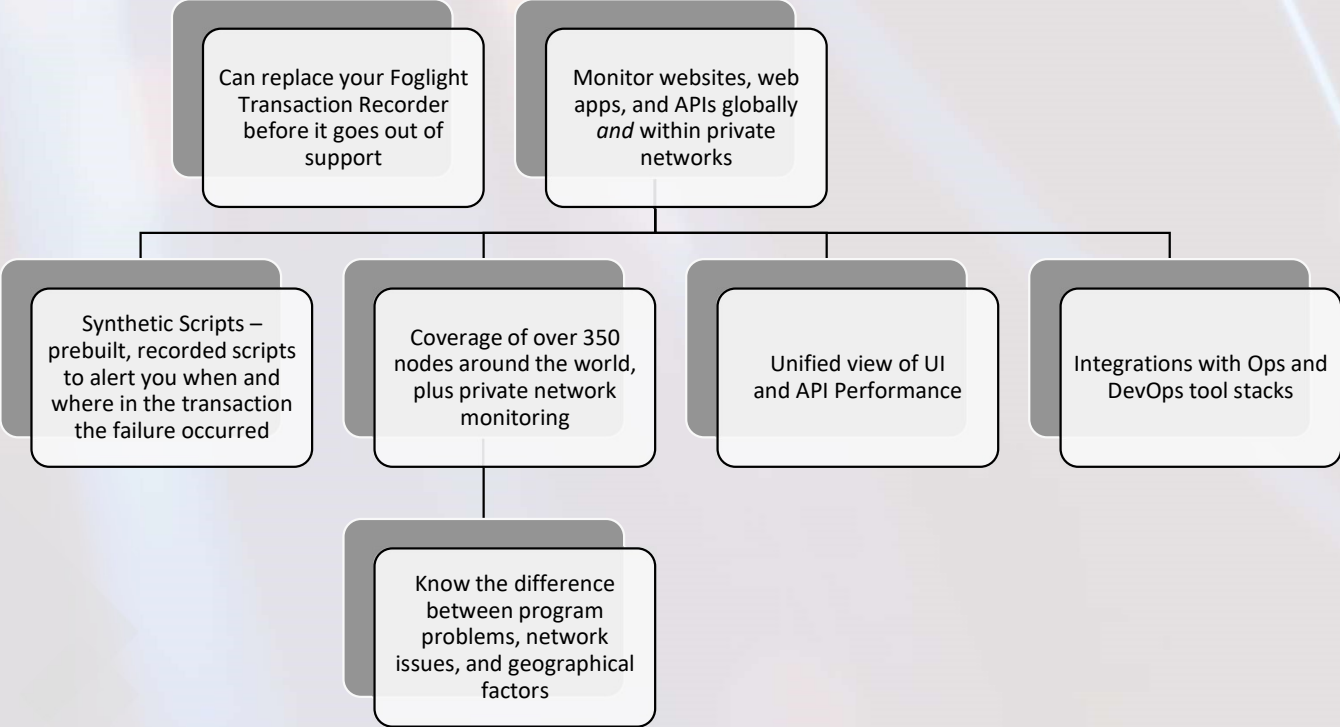 Can replace your Foglight
Transaction Recorder
before it goes out of
support
Monitor websites, web
apps, and APIs globally
and within private
networks
Synthetic Scripts –
prebuilt, recorded scripts
to alert you when and
where in the transaction
the failure occurred
Coverage of over 350
nodes around the world,
plus private network
monitoring
Unified view of UI
and API Performance
Integrations with Ops and
DevOps tool stacks
Know the difference
between program
problems, network
issues, and geographical
factors